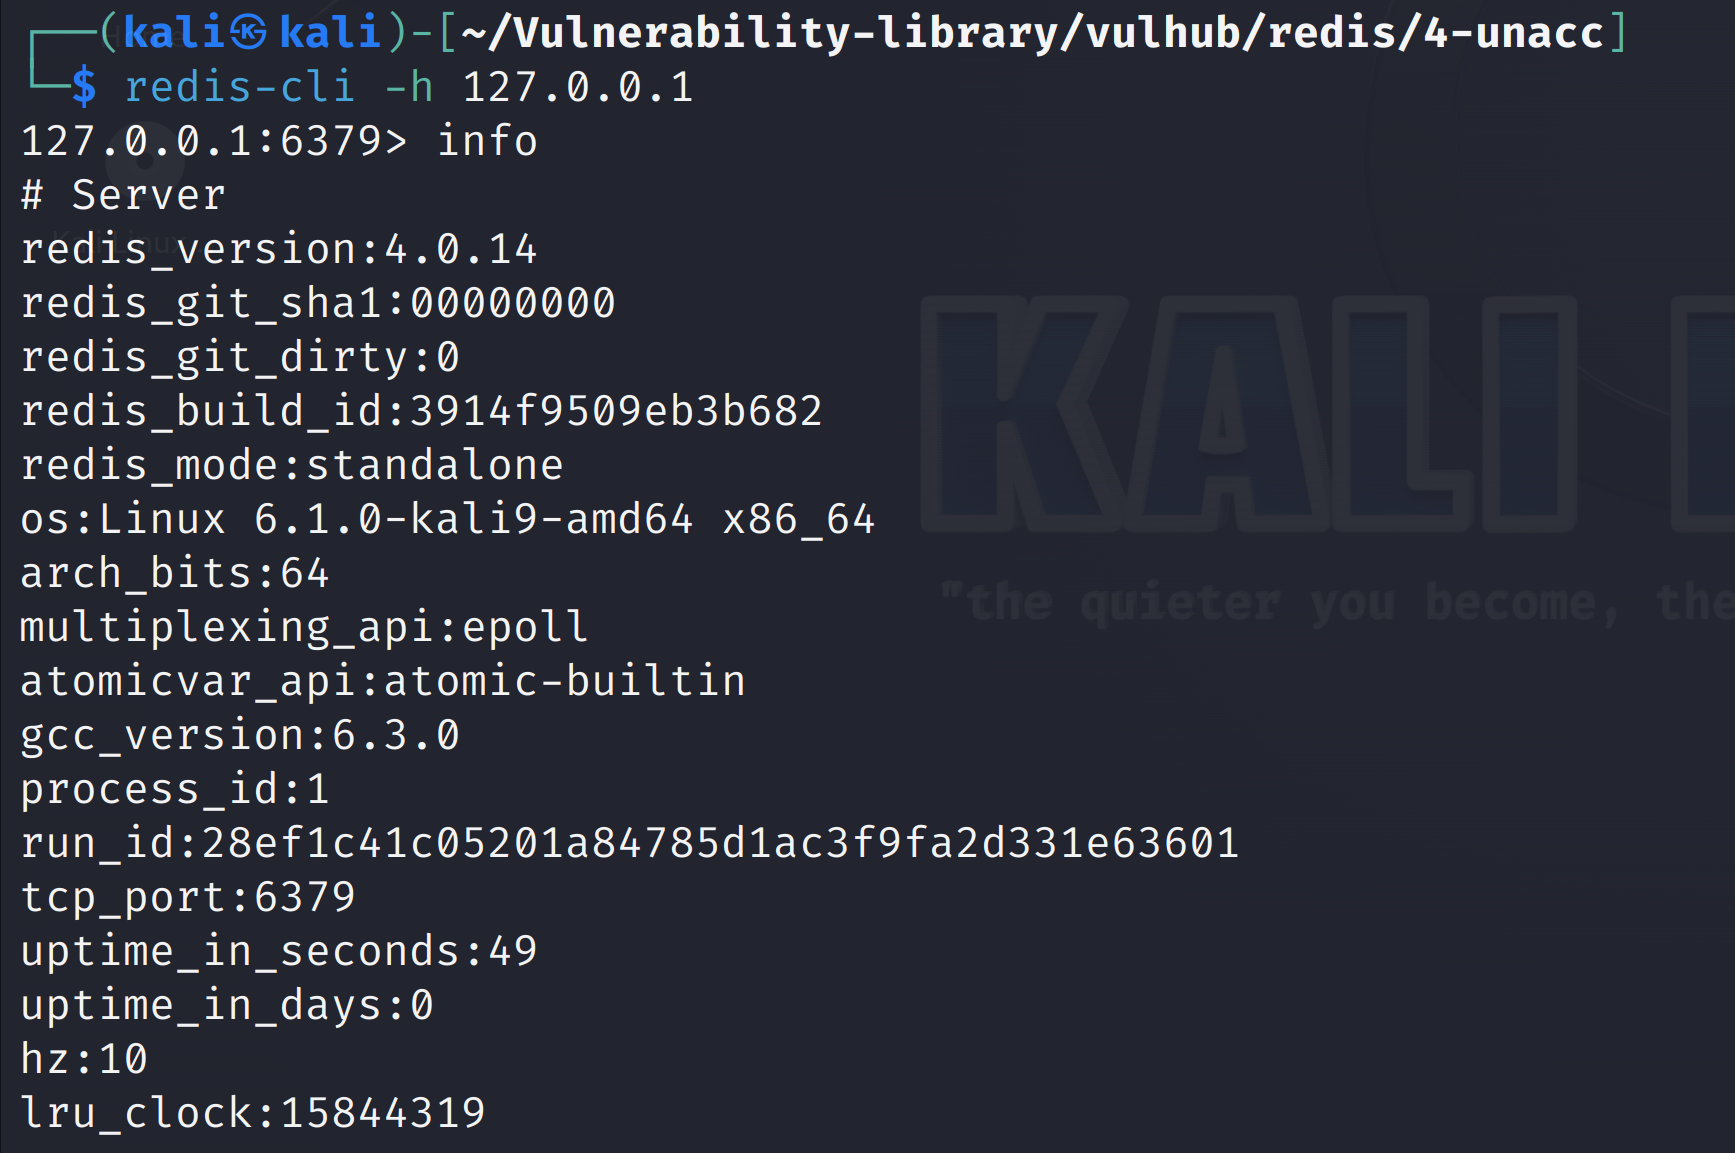 ┌──(kali㉿kali)-[~/Vulnerability-library/vulhub/redis/4-unacc]
└─$ redis-cli -h 127.0.0.1
127.0.0.1:6379> info
# Server
redis_version:4.0.14
redis_git_sha1:00000000
redis_git_dirty:0
redis_build_id:3914f9509eb3b682
redis_mode:standalone
os:Linux 6.1.0-kali9-amd64 x86_64
arch_bits:64
multiplexing_api:epoll
atomicvar_api:atomic-builtin
gcc_version:6.3.0
process_id:1
run_id:28ef1c41c05201a84785d1ac3f9fa2d331e63601
tcp_port:6379
uptime_in_seconds:49
uptime_in_days:0
hz:10
lru_clock:15844319
Home
Kali Linux
KALI
"the quieter you become, the